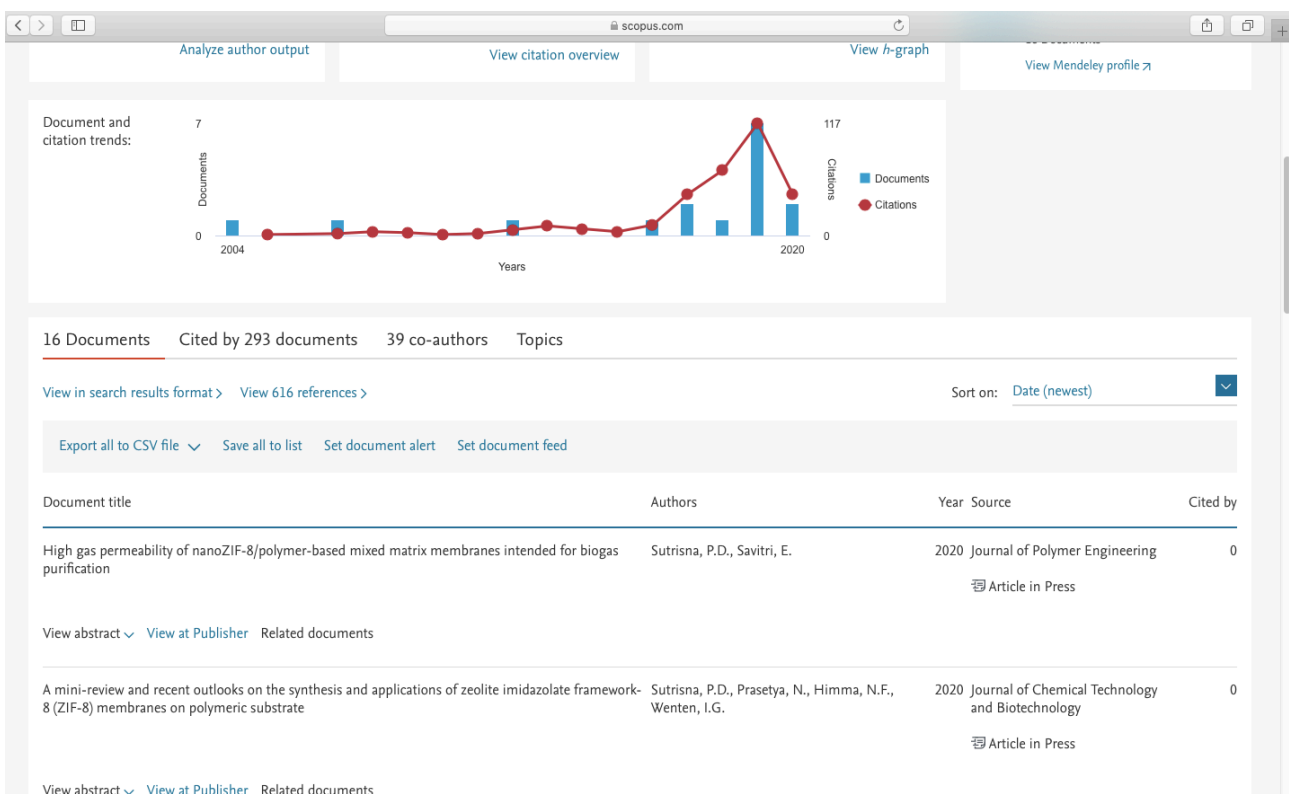 scopus.com
Analyze author output
View citation overview
View h-graph
View Mendeley profile
Document and
citation trends:
7
117
Documents
Citations
Documents
Citations
0
0
2004
2020
Years
16 Documents Cited by 293 documents 39 co-authors Topics
View in search results format > View 616 references >
Sort on: Date (newest)
Export all to CSV file Save all to list Set document alert Set document feed
Document title Authors Year Source Cited by
High gas permeability of nanoZIF-8/polymer-based mixed matrix membranes intended for biogas Sutrisna, P.D., Savitri, E. 2020 Journal of Polymer Engineering 0
purification
Article in Press
View abstract View at Publisher Related documents
A mini-review and recent outlooks on the synthesis and applications of zeolite imidazolate framework- Sutrisna, P.D., Prasetya, N., Himma, N.F., 2020 Journal of Chemical Technology 0
8 (ZIF-8) membranes on polymeric substrate Wenten, I.G. and Biotechnology
Article in Press
View abstract View at Publisher Related documents